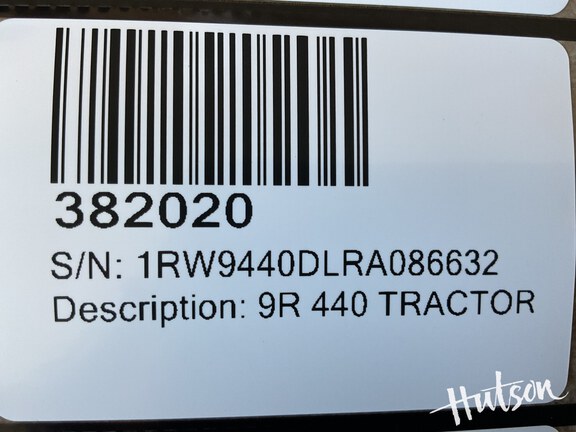 382020
S/N: 1RW9440DLRA086632
Description: 9R 440 TRACTOR
Hutson